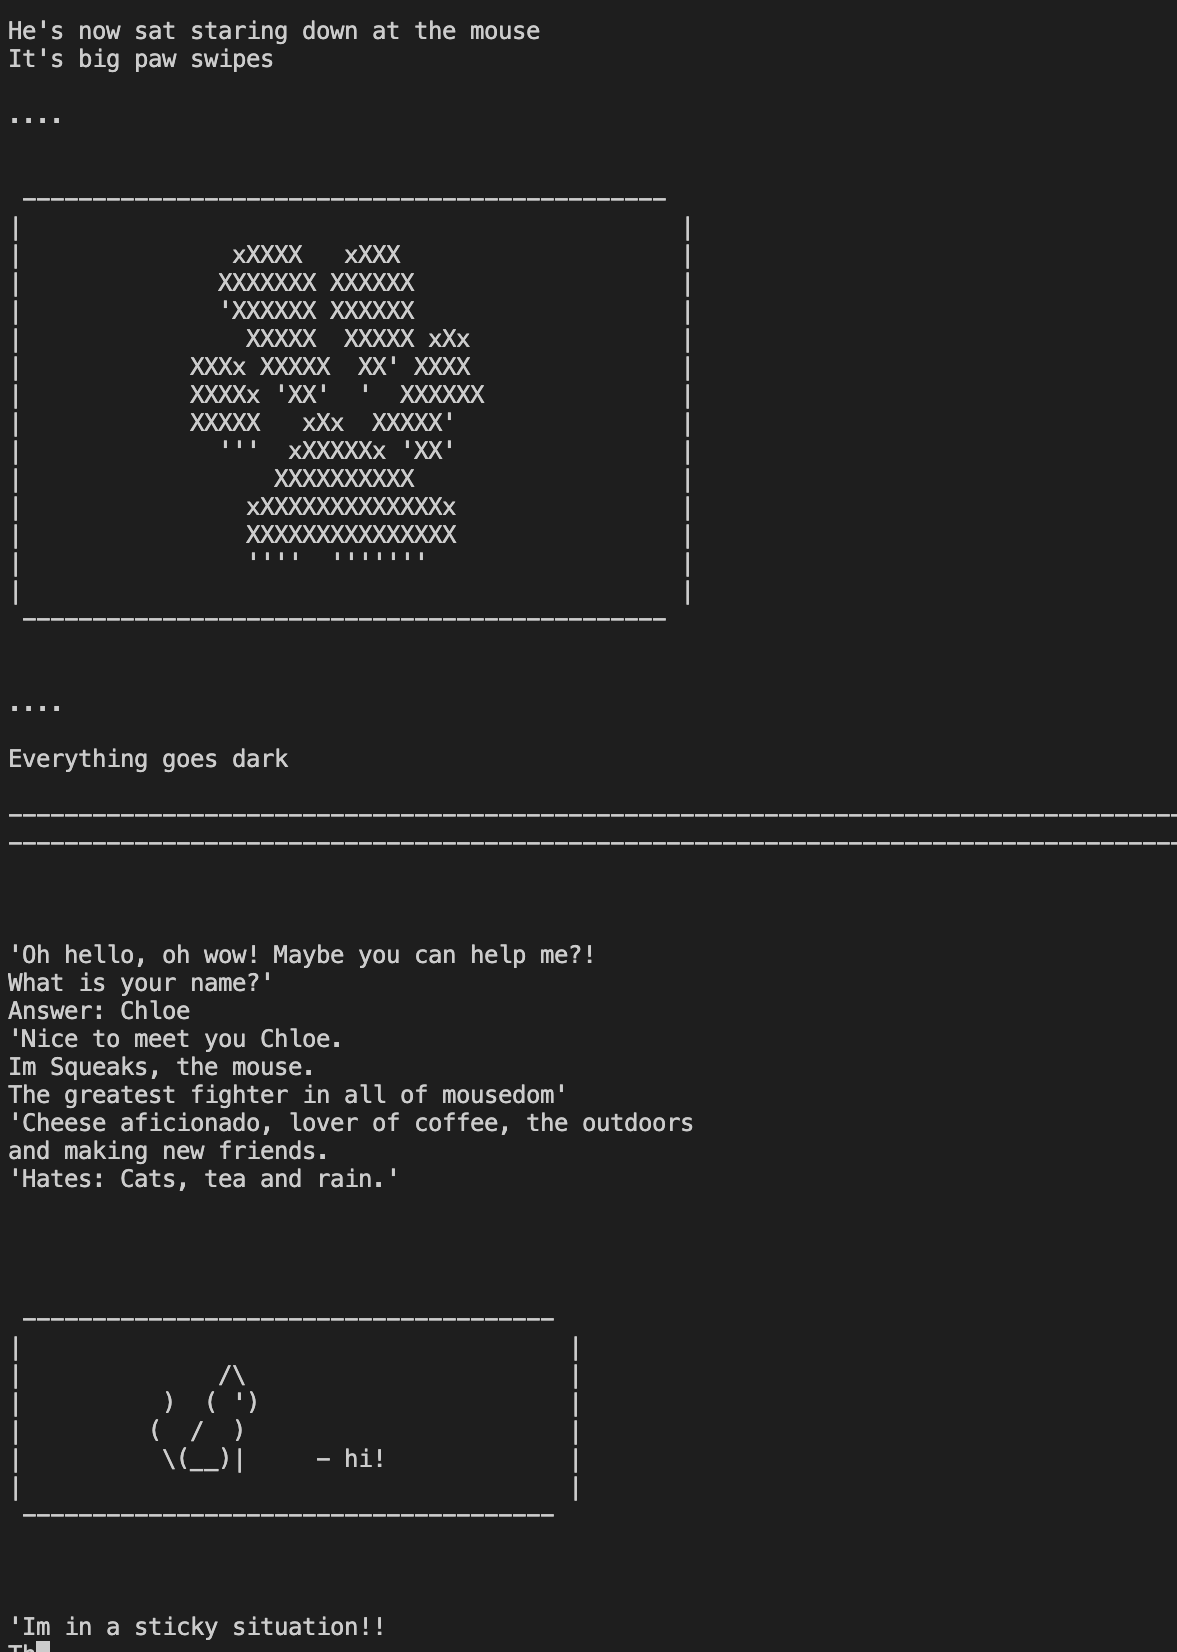 He's now sat staring down at the mouse
It's big paw swipes
....
xXXXX   xXXX
XXXXXXX XXXXXX
'XXXXXX XXXXXX
XXXXX  XXXXX xXx
XXXx XXXXX  XX' XXXX
XXXXx 'XX'  '  XXXXXX
XXXXX   xXx  XXXXX'
'''  xXXXXXx 'XX'
XXXXXXXXXX
xXXXXXXXXXXXXXx
XXXXXXXXXXXXXXX
''''  '''''''
....
Everything goes dark
'Oh hello, oh wow! Maybe you can help me?!
What is your name?'
Answer: Chloe
'Nice to meet you Chloe.
Im Squeaks, the mouse.
The greatest fighter in all of mousedom'
'Cheese aficionado, lover of coffee, the outdoors
and making new friends.
'Hates: Cats, tea and rain.'
/\
)  ( ')
(  /  )
\(__)|     – hi!
'Im in a sticky situation!!
Th